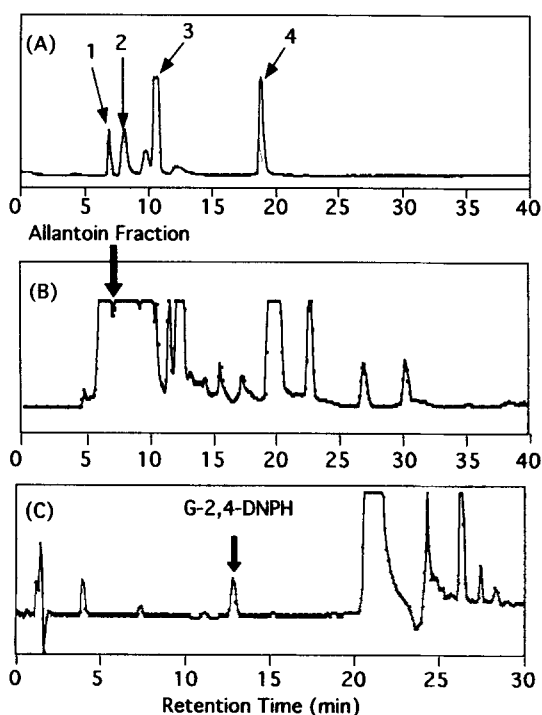 (A)
1
2
3
4
0 5 10 15 20 25 30 35 40
Allantoin Fraction
(B)
0 5 10 15 20 25 30 35 40
(C)
G-2,4-DNPH
0 5 10 15 20 25 30
Retention Time (min)